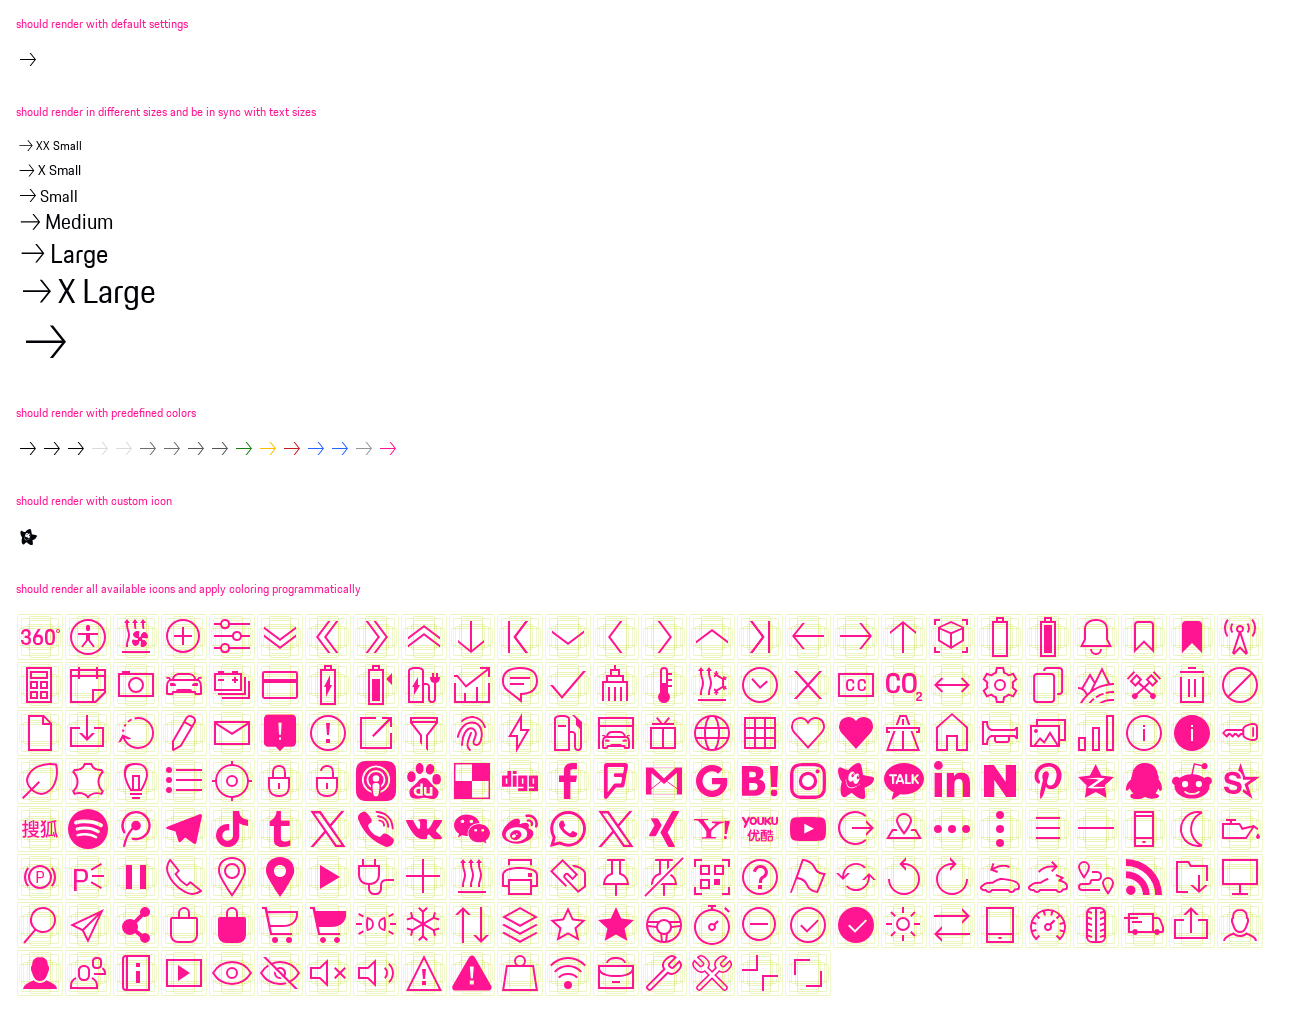 should render with default settings
should render in different sizes and be in sync with text sizes
XX Small
X Small
Small
Medium
Large
X Large
should render with predefined colors
should render with custom icon
should render all available icons and apply coloring programmatically
360°
CC
CO2
du
digg
B!
TALK
in
N
搜狐
Y!
YOUKU
优酷
P
P